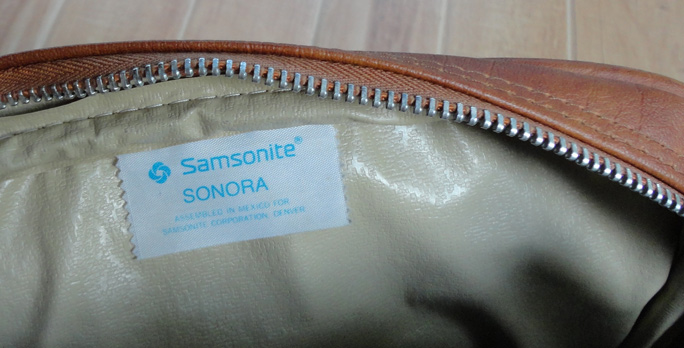 Samsonite®
SONORA
ASSEMBLED IN MEXICO FOR
SAMSONITE CORPORATION, DENVER.